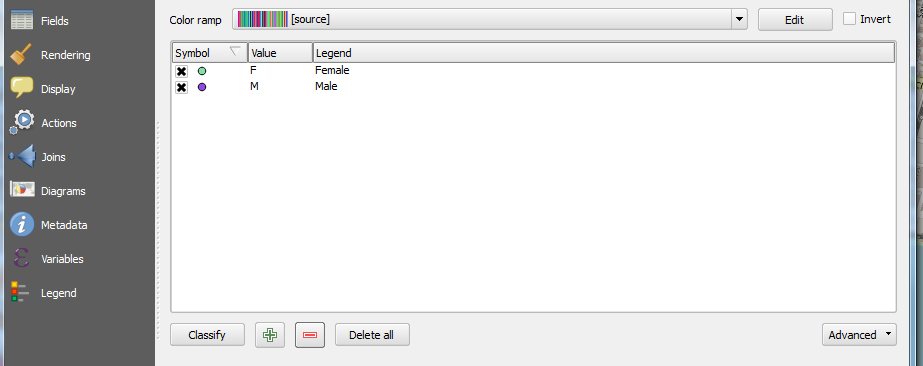 Fields
Rendering
Display
Actions
Joins
Diagrams
Metadata
Variables
Legend
Color ramp [source] Edit Invert
Symbol Value Legend
F Female
M Male
Classify Delete all Advanced